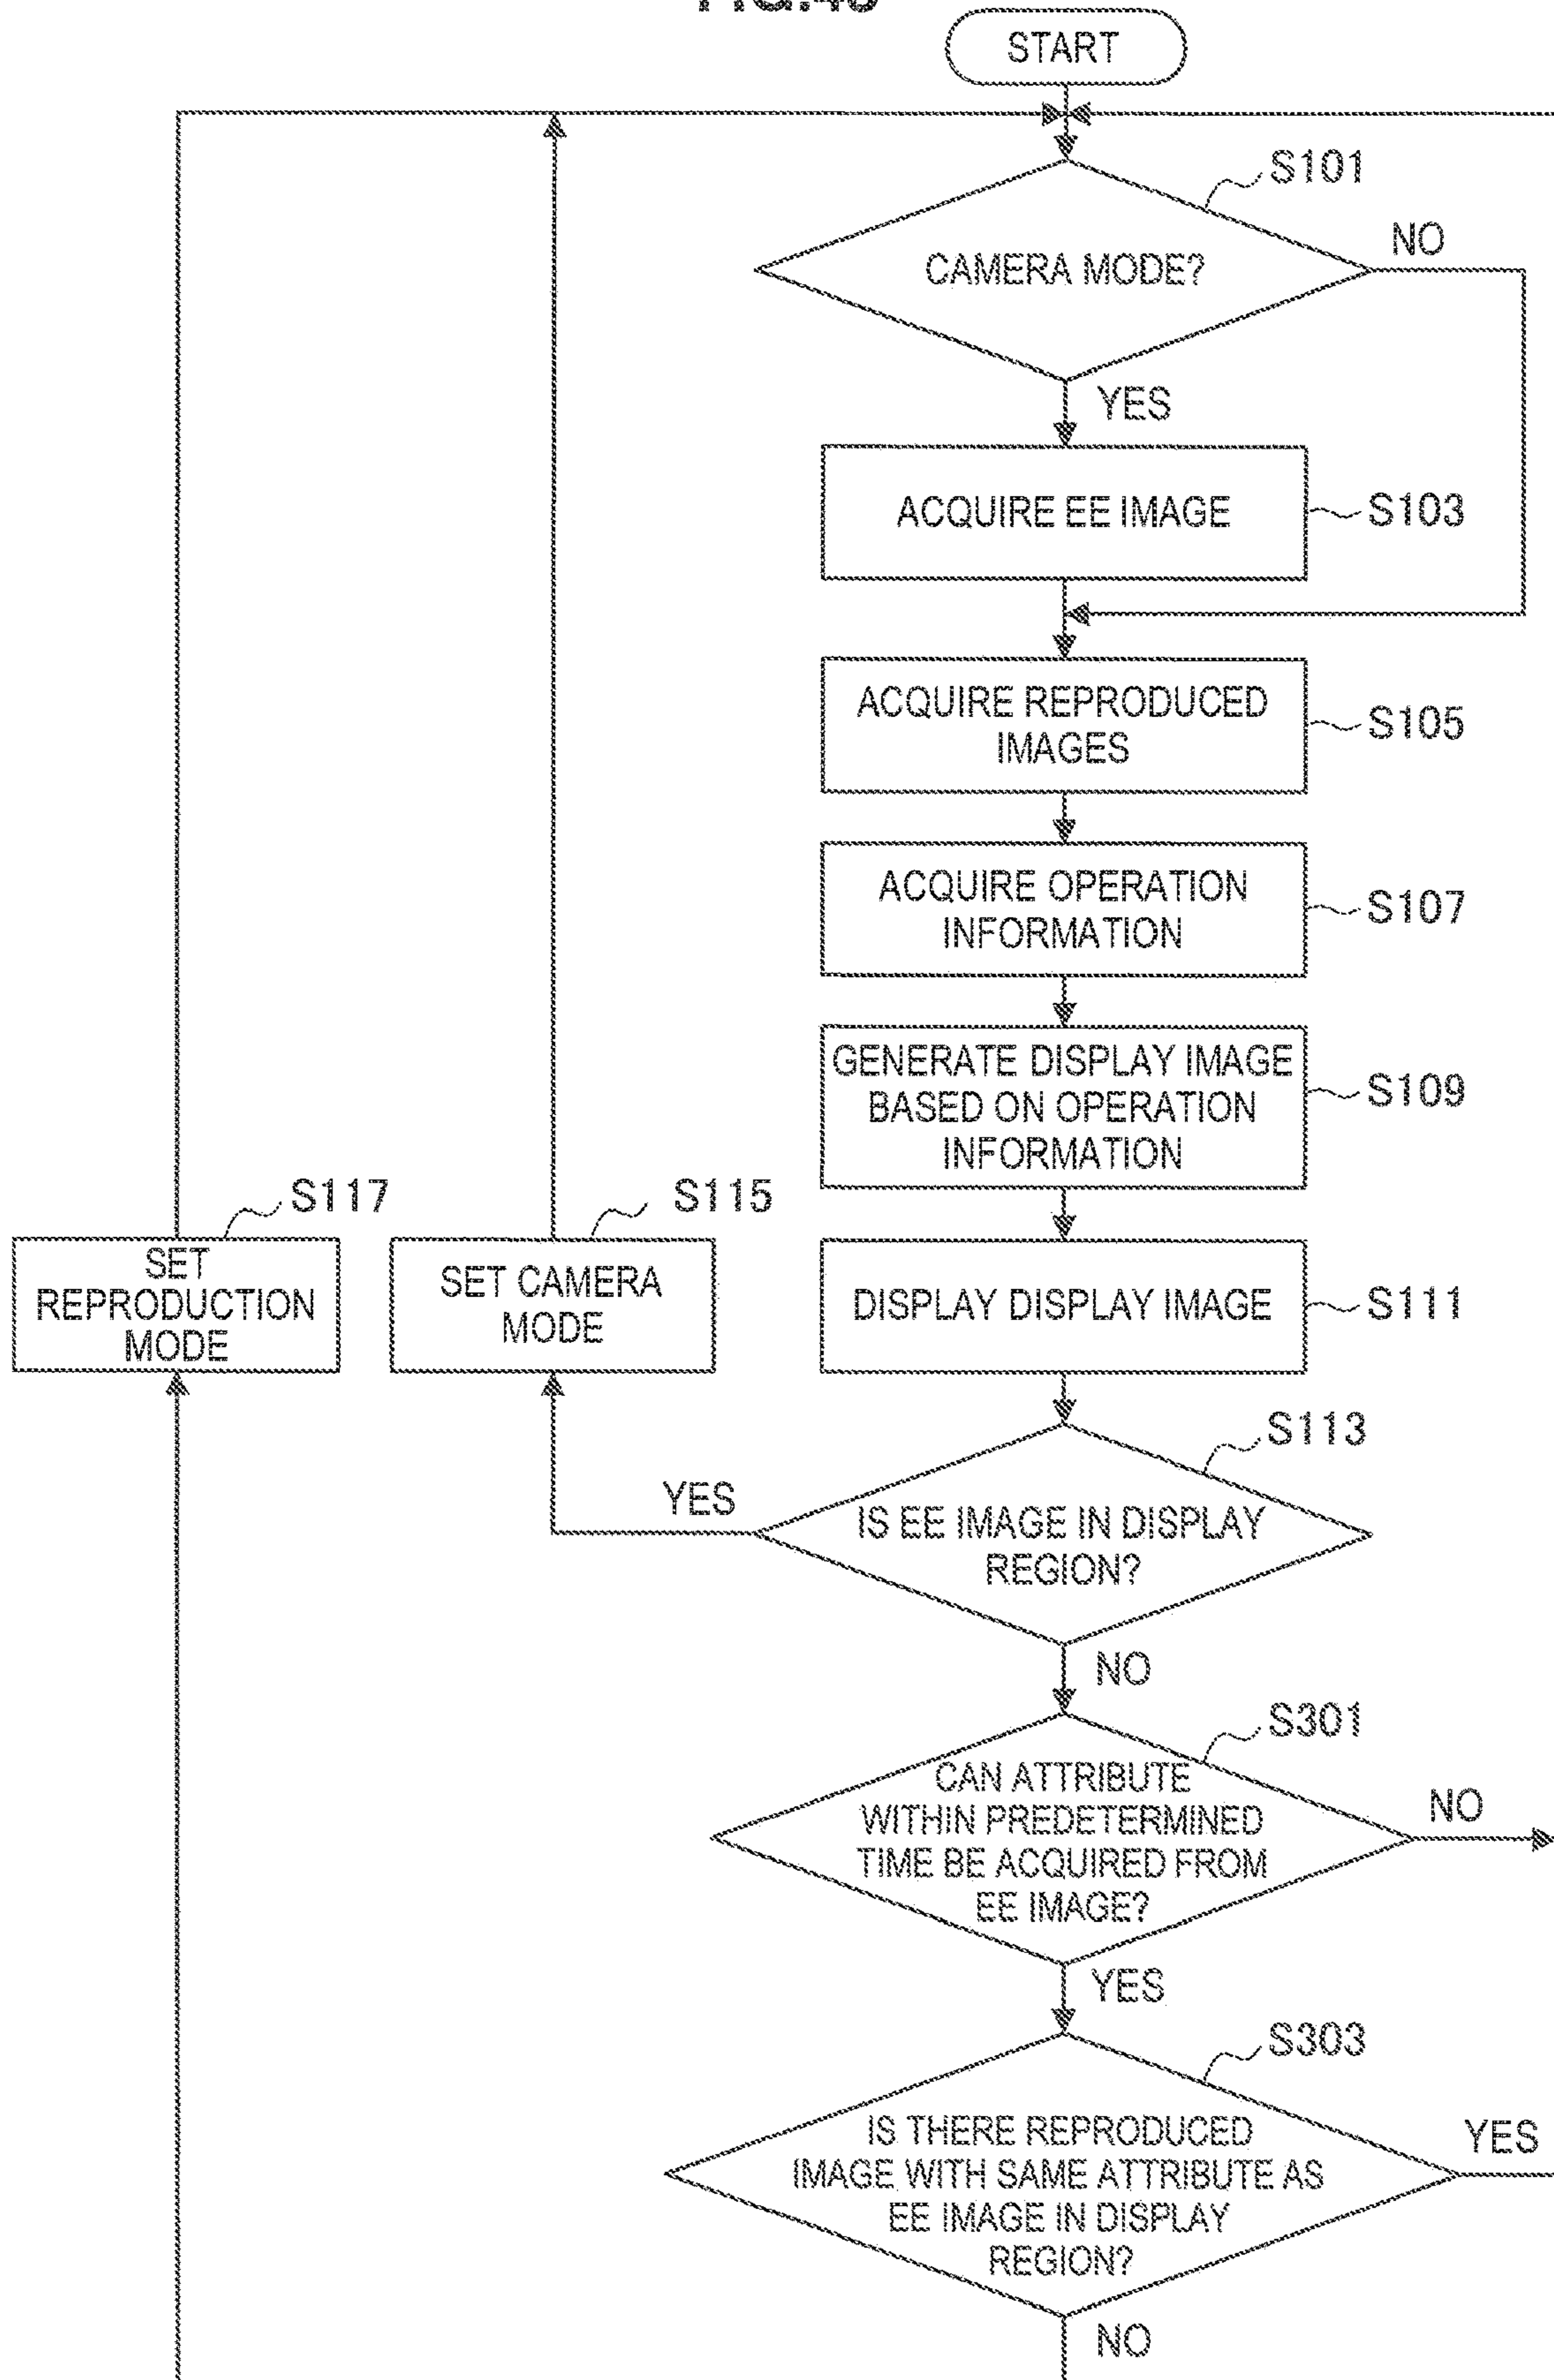 START
S101
NO
CAMERA MODE?
YES
ACQUIRE EE IMAGE
S103
ACQUIRE REPRODUCED
IMAGES
S105
ACQUIRE OPERATION
INFORMATION
S107
GENERATE DISPLAY IMAGE
BASED ON OPERATION
INFORMATION
S109
S117
SET
REPRODUCTION
MODE
S115
SET CAMERA
MODE
DISPLAY DISPLAY IMAGE
S111
S113
YES
IS EE IMAGE IN DISPLAY
REGION?
NO
S301
CAN ATTRIBUTE
WITHIN PREDETERMINED
TIME BE ACQUIRED FROM
EE IMAGE?
NO
YES
S303
IS THERE REPRODUCED
IMAGE WITH SAME ATTRIBUTE AS
EE IMAGE IN DISPLAY
REGION?
YES
NO